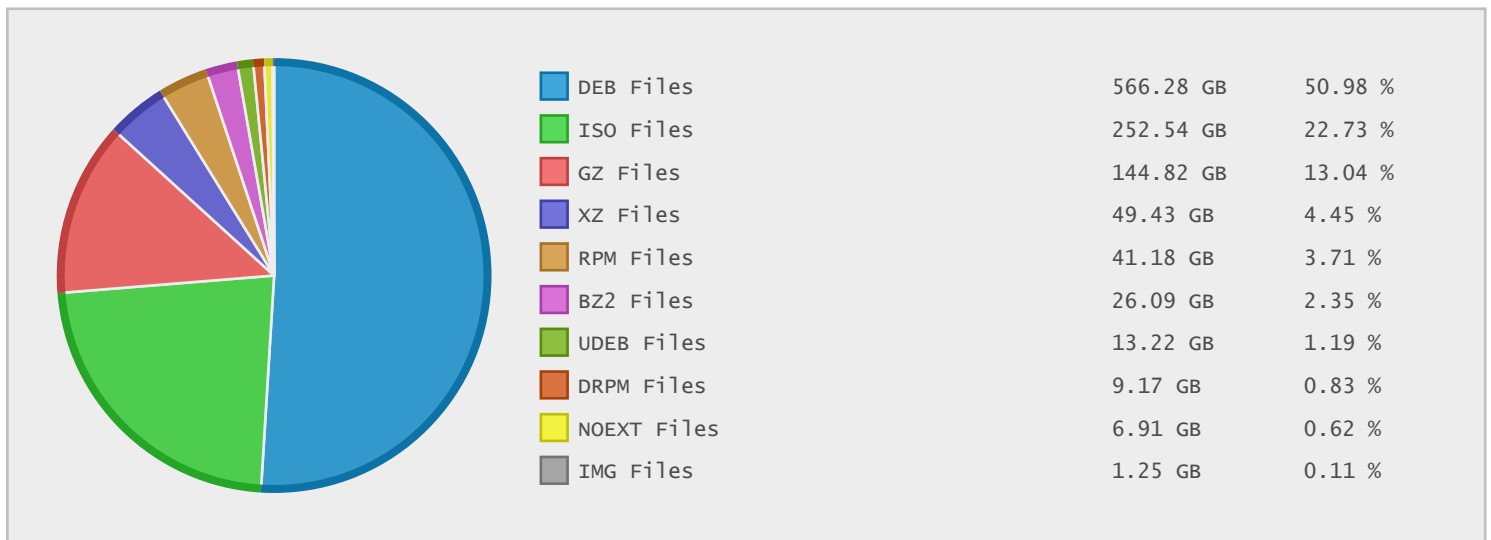 DEB Files 566.28 GB 50.98 %
ISO Files 252.54 GB 22.73 %
GZ Files 144.82 GB 13.04 %
XZ Files 49.43 GB 4.45 %
RPM Files 41.18 GB 3.71 %
BZ2 Files 26.09 GB 2.35 %
UDEB Files 13.22 GB 1.19 %
DRPM Files 9.17 GB 0.83 %
NOEXT Files 6.91 GB 0.62 %
IMG Files 1.25 GB 0.11 %